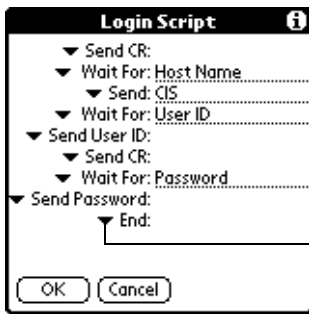 Login Script i
Send CR:
Wait For: Host Name
Send: CIS
Wait For: User ID
Send User ID:
Send CR:
Wait For: Password
Send Password:
End:
OK Cancel